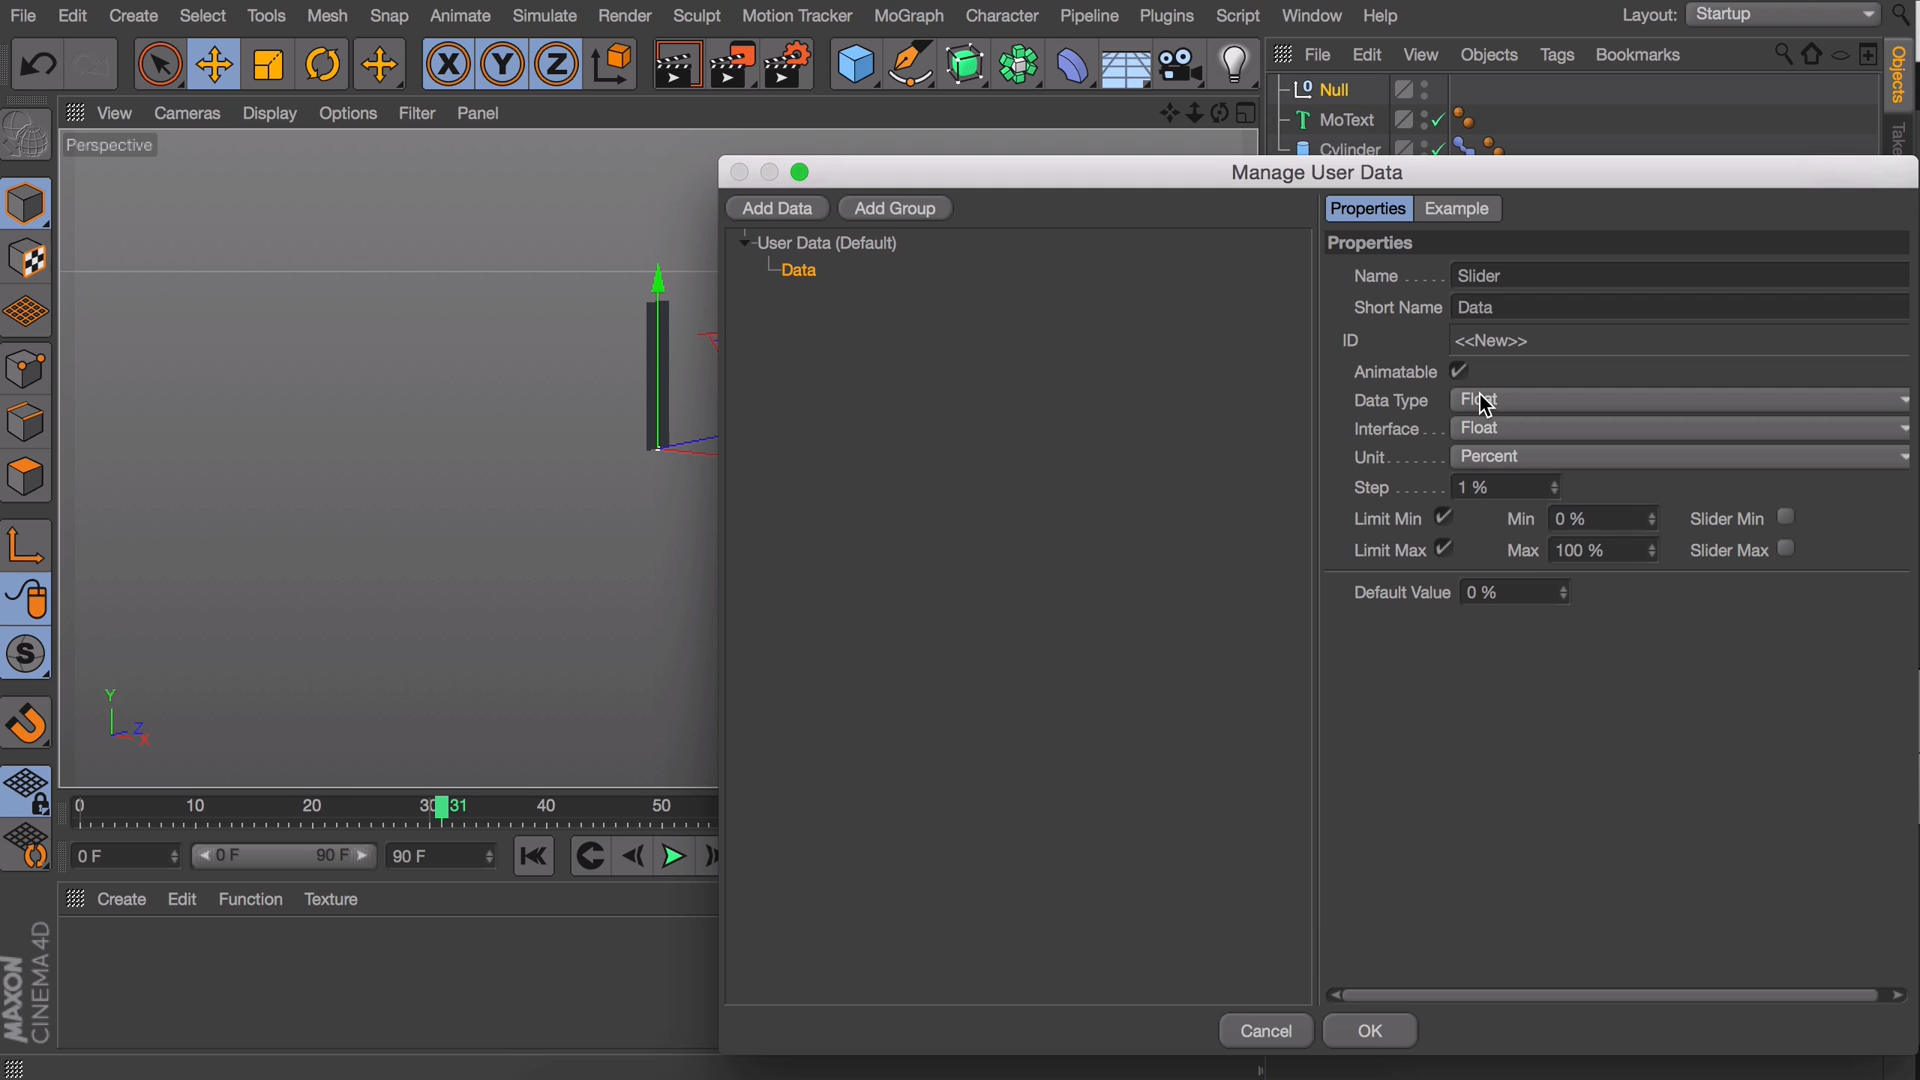 File Edit Create Select Tools Mesh Snap Animate Simulate Render Sculpt Motion Tracker MoGraph Character Pipeline Plugins Script Window Help Layout: Startup
X Y Z
File Edit View Objects Tags Bookmarks
Objects
Take
Null
MoText
Cylinder
View Cameras Display Options Filter Panel
Perspective
Manage User Data
Add Data Add Group
User Data (Default)
Data
Properties Example
Properties
Name Slider
Short Name Data
ID <<New>>
Animatable
Data Type Float
Interface Float
Unit Percent
Step 1 %
Limit Min Min 0 % Slider Min
Limit Max Max 100 % Slider Max
Default Value 0 %
Cancel OK
Y
Z
X
0 10 20 30 31 40 50
0 F 0 F 90 F 90 F
Create Edit Function Texture
MAXON
CINEMA 4D